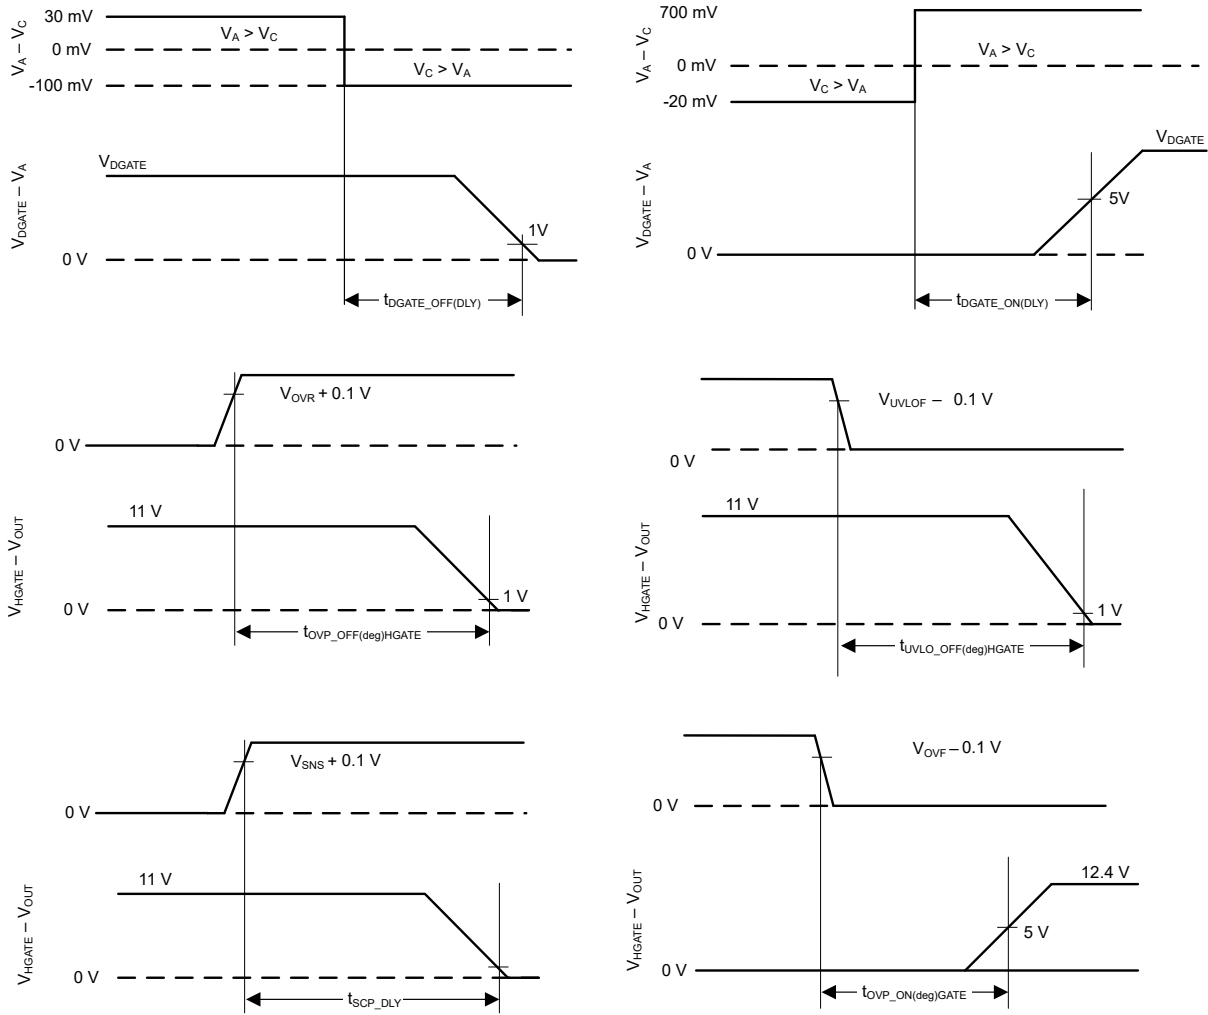 30 mV
V_A > V_C
0 mV
V_C > V_A
-100 mV
V_A – V_C
V_DGATE
V_DGATE – V_A
1V
0 V
t_DGATE_OFF(DLY)
700 mV
V_A > V_C
0 mV
V_C > V_A
-20 mV
V_A – V_C
V_DGATE
V_DGATE – V_A
5V
0 V
t_DGATE_ON(DLY)
V_OVR + 0.1 V
0 V
11 V
V_HGATE – V_OUT
1 V
0 V
t_OVP_OFF(deg)HGATE
V_UVLOF – 0.1 V
0 V
11 V
V_HGATE – V_OUT
1 V
0 V
t_UVLO_OFF(deg)HGATE
V_SNS + 0.1 V
0 V
11 V
V_HGATE – V_OUT
0 V
t_SCP_DLY
V_OVF – 0.1 V
0 V
12.4 V
V_HGATE – V_OUT
5 V
0 V
t_OVP_ON(deg)GATE